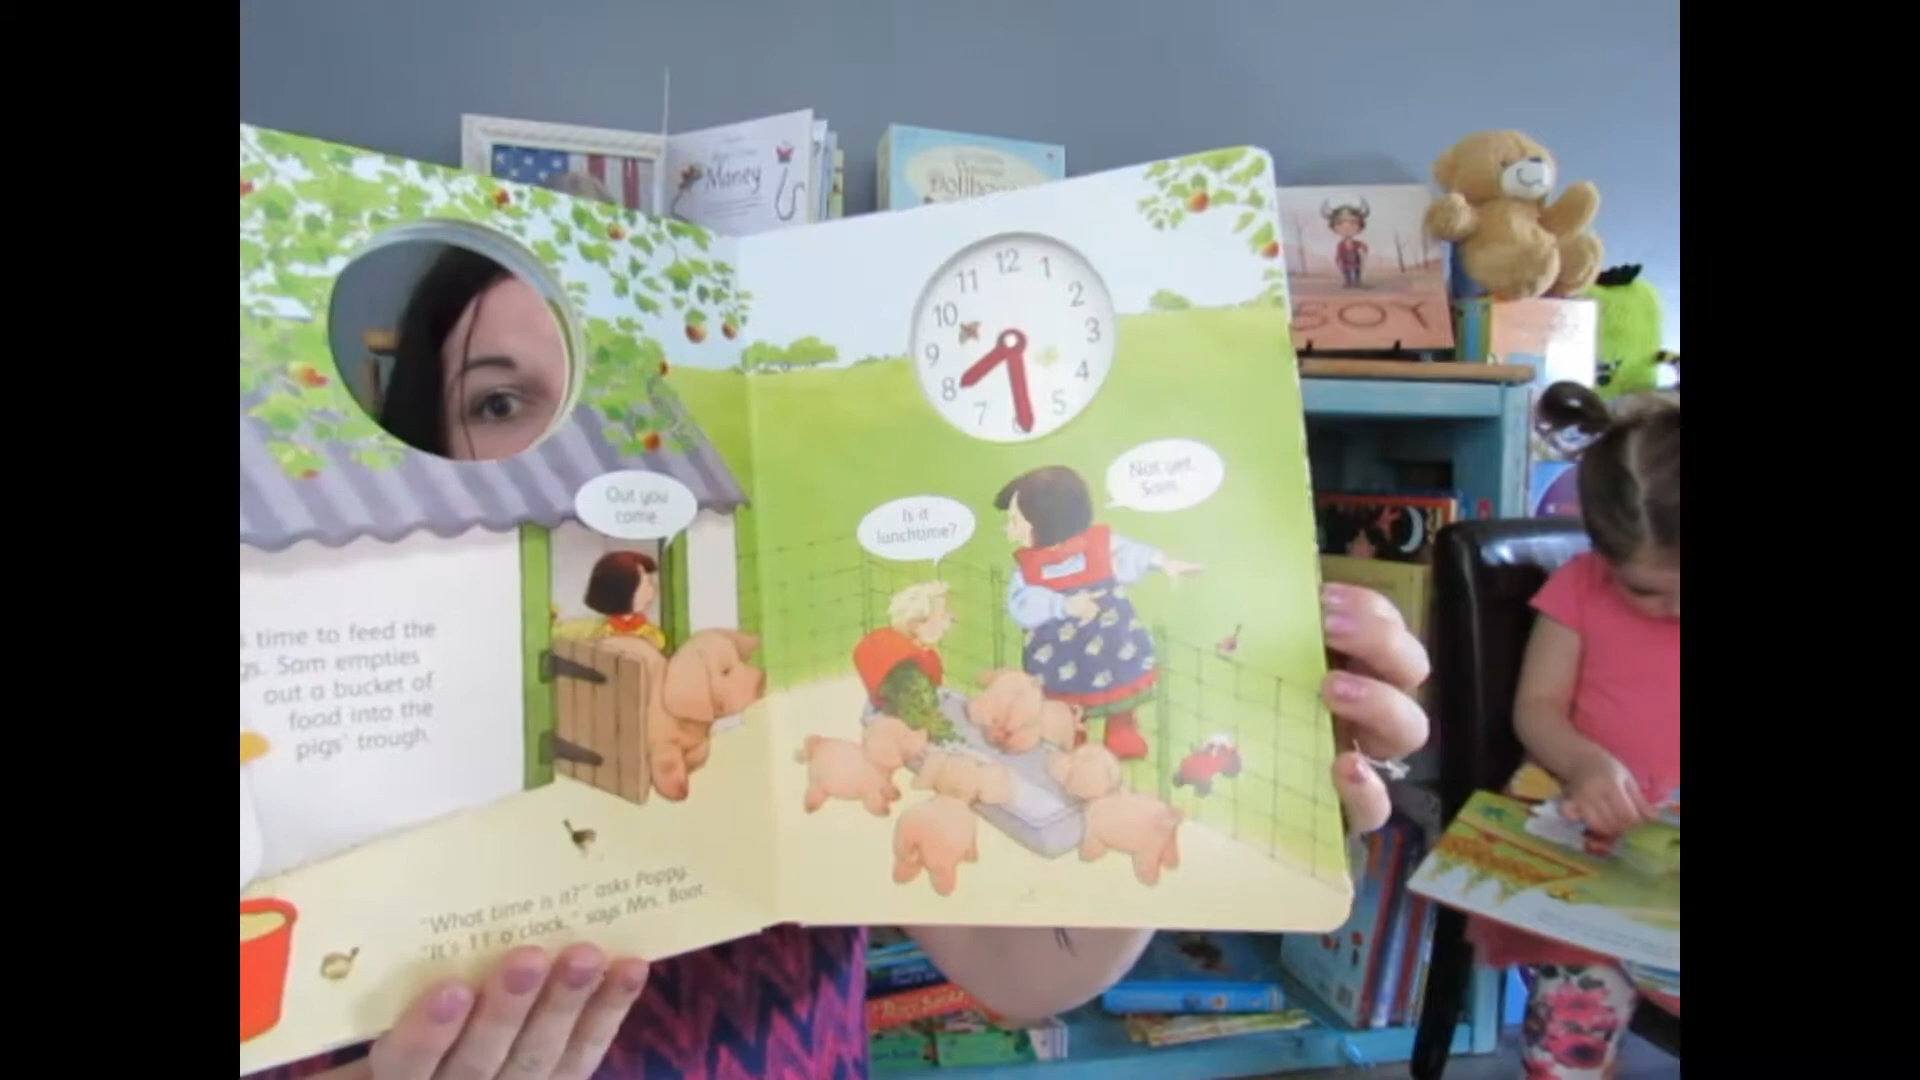 Money
Dollhouse
BOY
12
11
1
10
2
9
3
8
4
7
5
Out you
come.
Is it
lunchtime?
Not yet,
Sam.
time to feed the
Sam empties
out a bucket of
food into the
pigs' trough.
"What time is it?" asks Poppy.
"It's 11 o'clock," says Mrs. Boot.